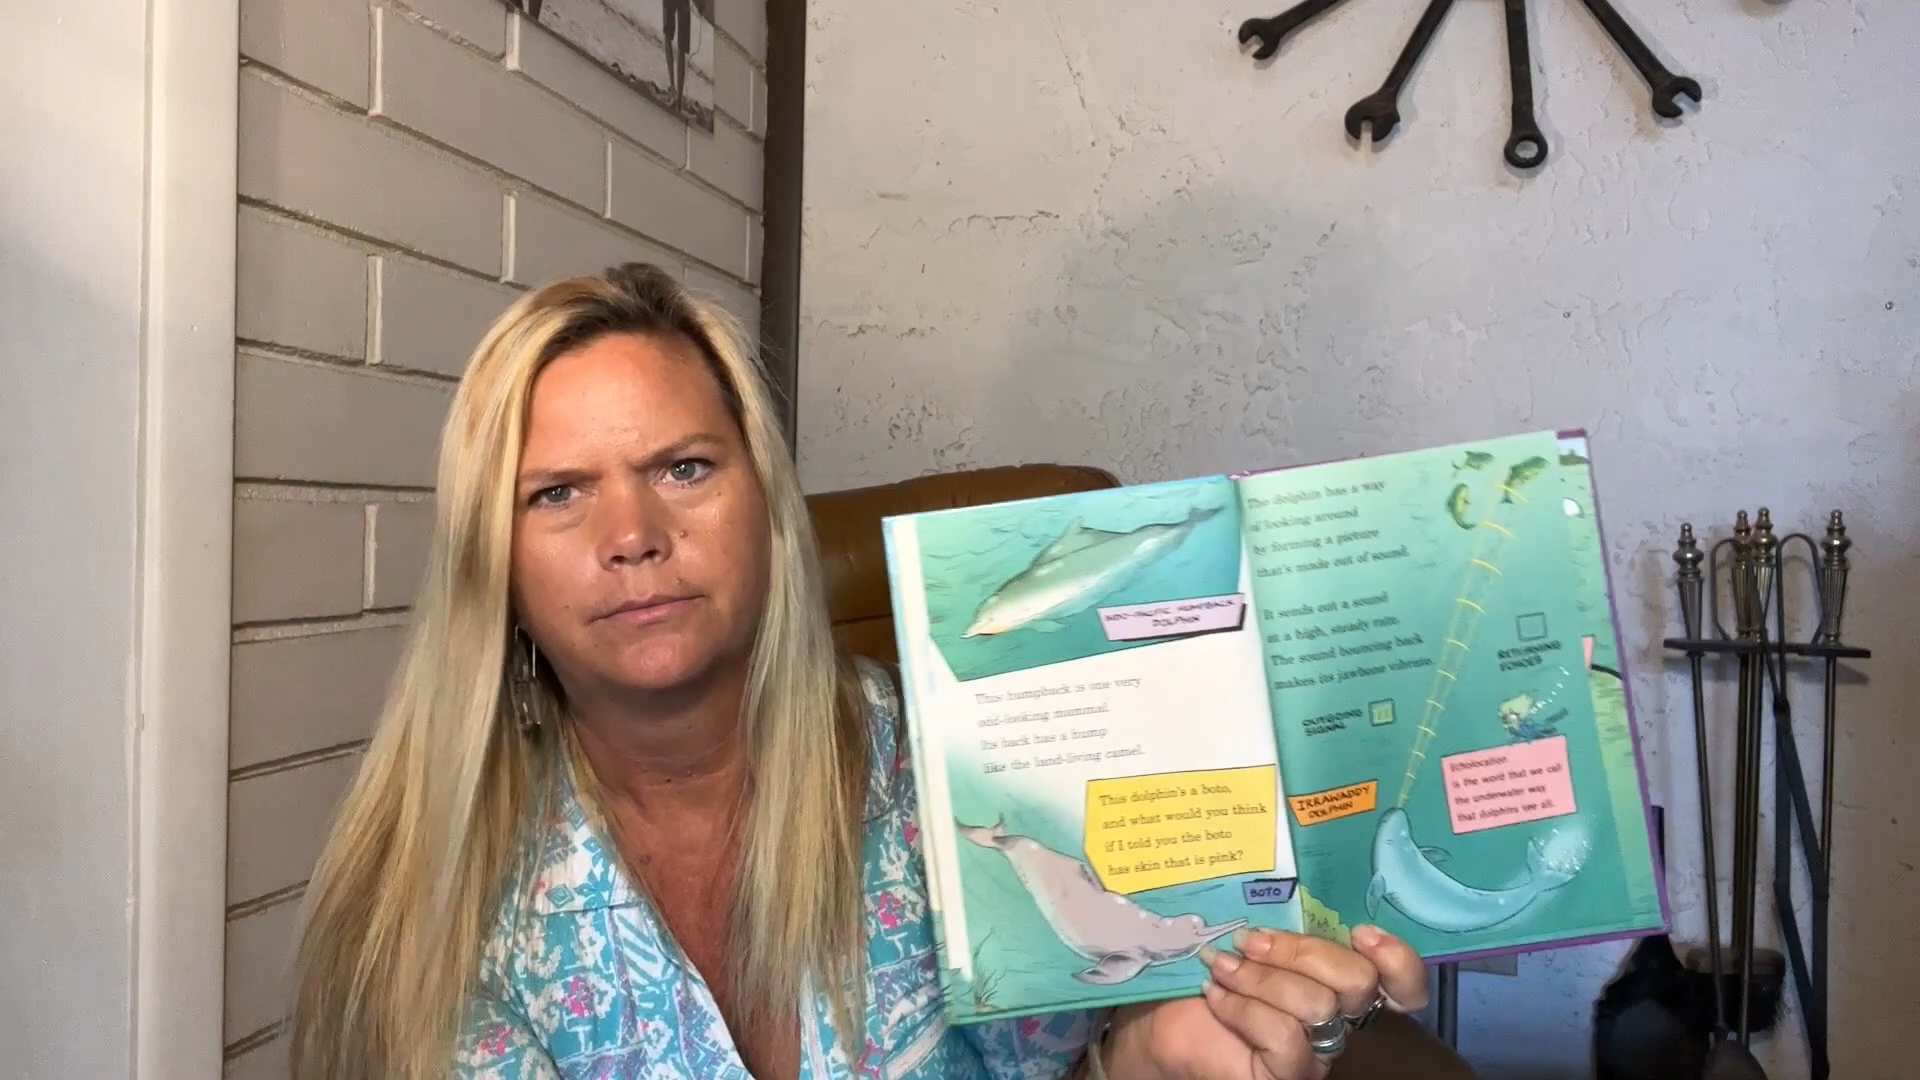 INDO-PACIFIC HUMPBACK
DOLPHIN
This humpback is one very
odd-looking mammal.
Its back has a hump
like the land-living camel.
This dolphin's a boto,
and what would you think
if I told you the boto
has skin that is pink?
BOTO
The dolphin has a way
of looking around
by forming a picture
that's made out of sound.
It sends out a sound
at a high, steady rate.
The sound bouncing back
makes its jawbone vibrate.
RETURNING
ECHOES
OUTGOING
SIGNAL
IRRAWADDY
DOLPHIN
Echolocation
is the word that we call
the underwater way
that dolphins see all.